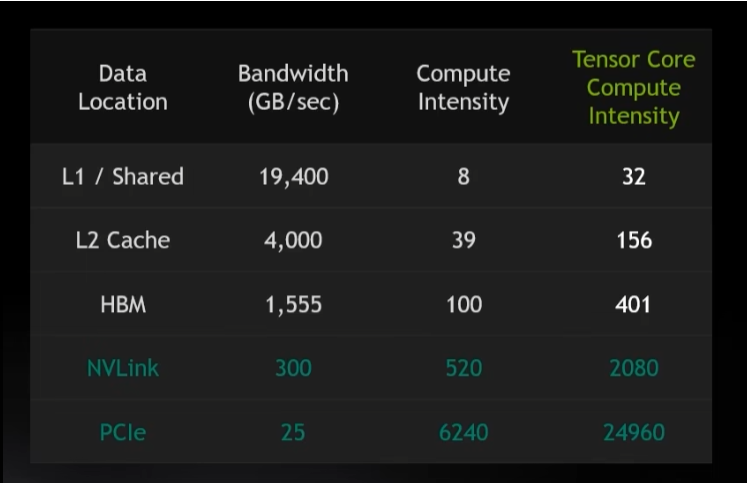 Data Location Bandwidth (GB/sec) Compute Intensity Tensor Core Compute Intensity
L1 / Shared 19,400 8 32
L2 Cache 4,000 39 156
HBM 1,555 100 401
NVLink 300 520 2080
PCIe 25 6240 24960